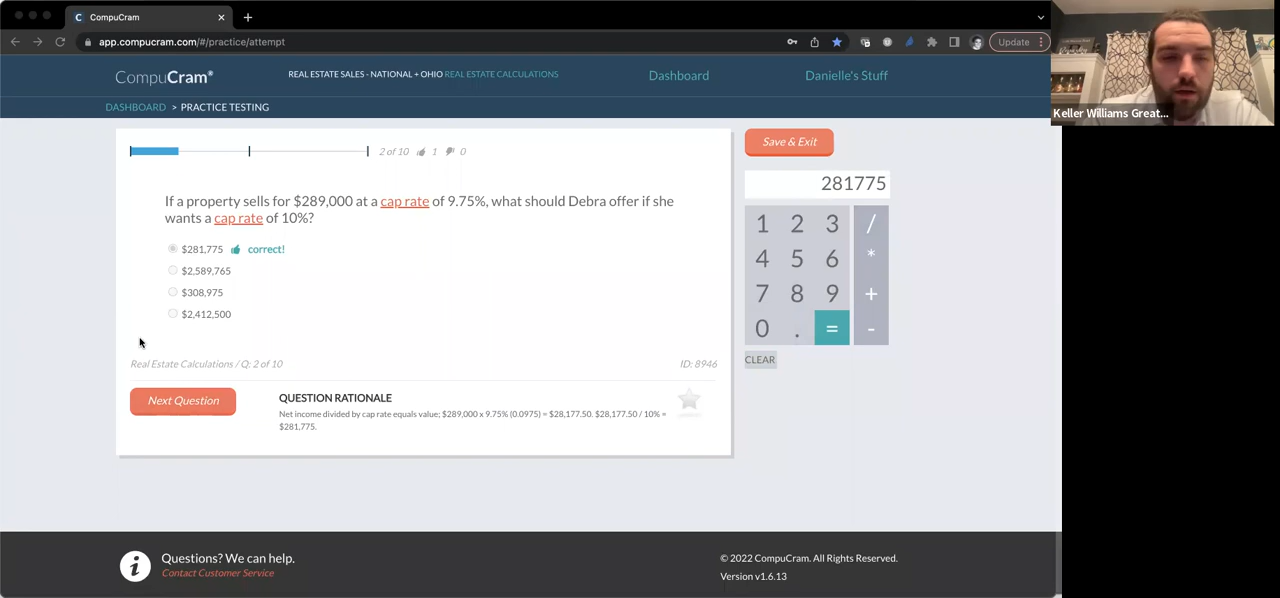 CompuCram
app.compucram.com/#/practice/attempt
Update
CompuCram®
REAL ESTATE SALES - NATIONAL + OHIO REAL ESTATE CALCULATIONS
Dashboard
Danielle's Stuff
Keller Williams Great...
DASHBOARD > PRACTICE TESTING
2 of 10 1 0
Save & Exit
281775
If a property sells for $289,000 at a cap rate of 9.75%, what should Debra offer if she
wants a cap rate of 10%?
$281,775 correct!
$2,589,765
$308,975
$2,412,500
1 2 3 /
4 5 6 *
7 8 9 +
0 . = -
CLEAR
Real Estate Calculations / Q: 2 of 10
ID: 8946
Next Question
QUESTION RATIONALE
Net income divided by cap rate equals value; $289,000 x 9.75% (0.0975) = $28,177.50. $28,177.50 / 10% =
$281,775.
Questions? We can help.
Contact Customer Service
© 2022 CompuCram. All Rights Reserved.
Version v1.6.13